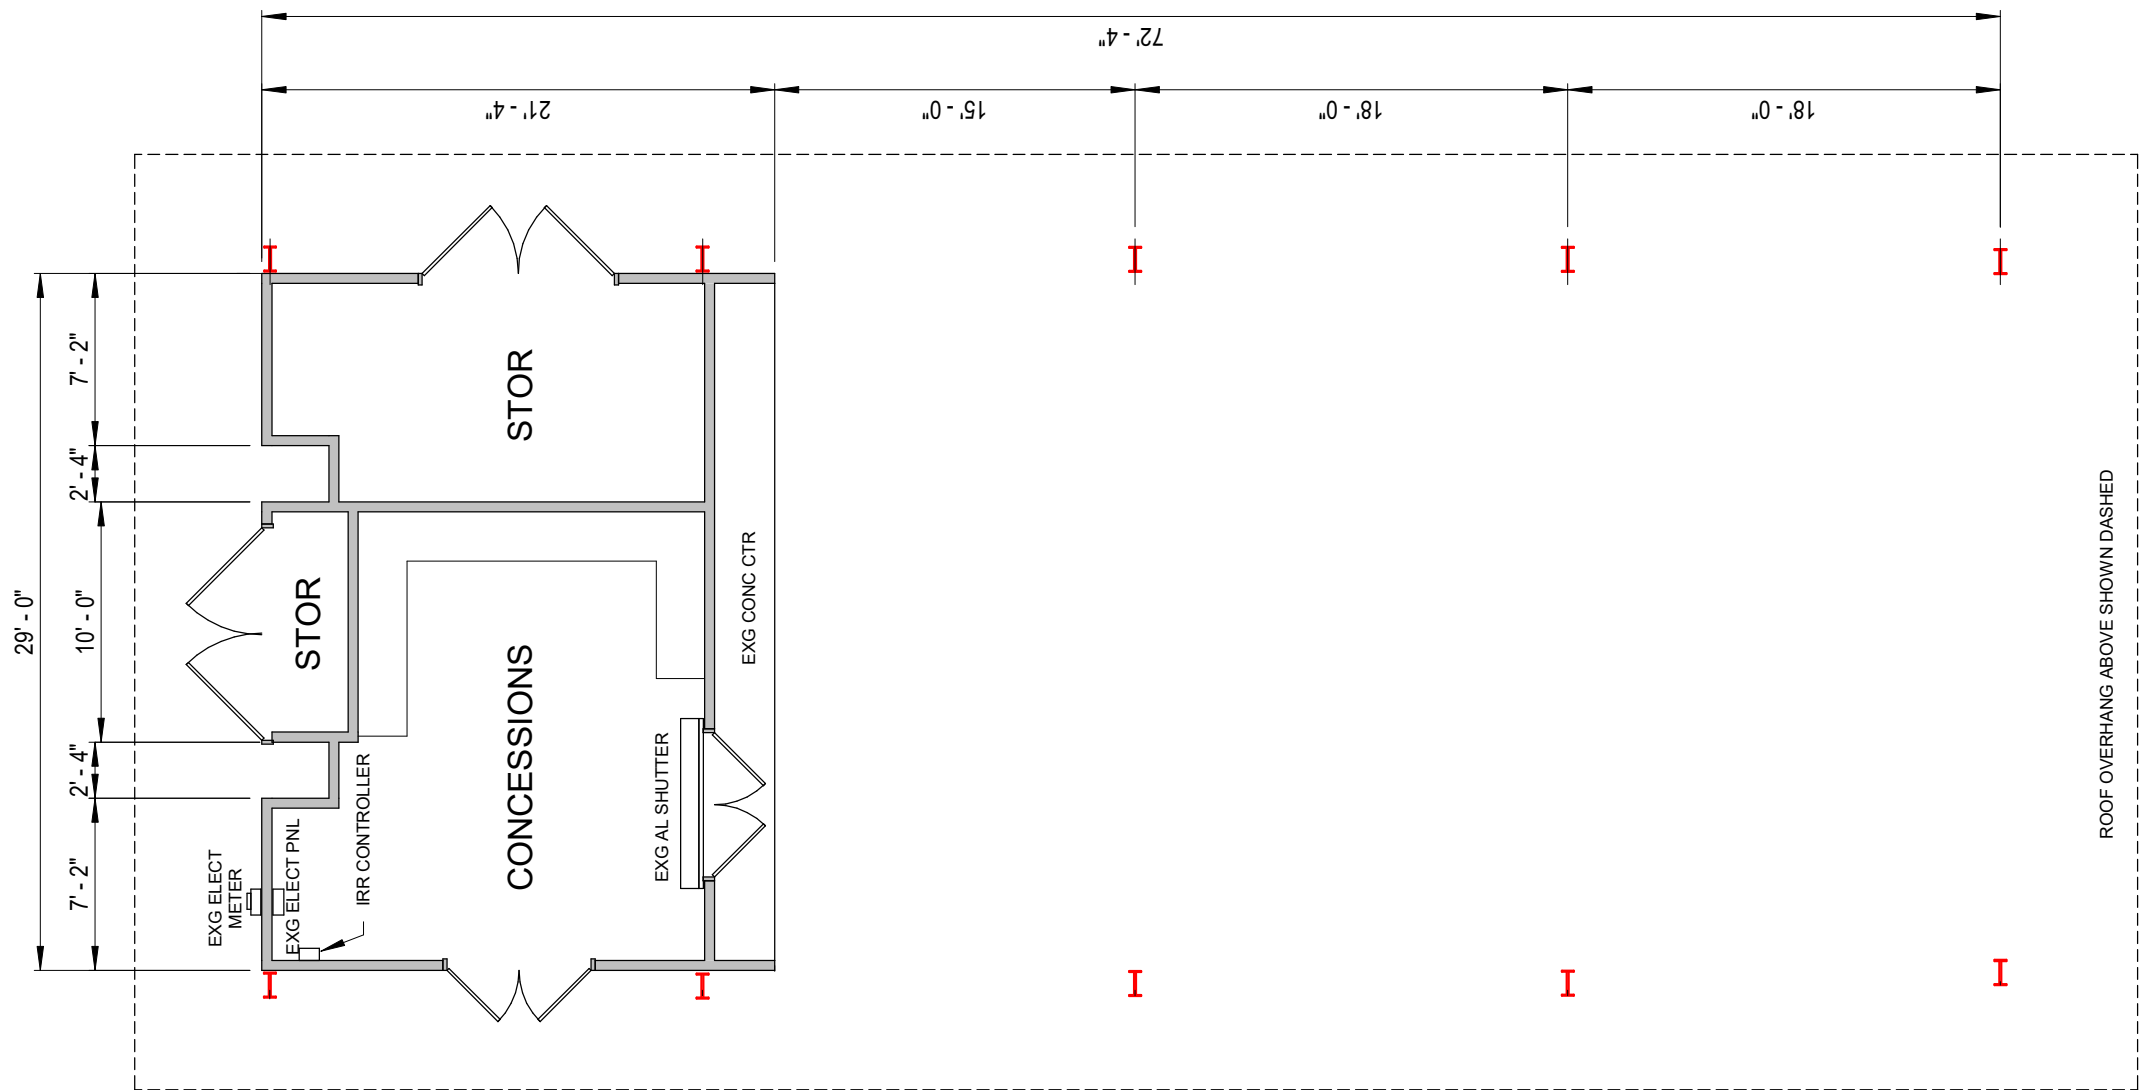 72' - 4"
21' - 4"
15' - 0"
18' - 0"
18' - 0"
29' - 0"
7' - 2"
2' - 4"
10' - 0"
2' - 4"
7' - 2"
STOR
STOR
CONCESSIONS
EXG CONC CTR
EXG AL SHUTTER
IRR CONTROLLER
EXG ELECT PNL
EXG ELECT
METER
ROOF OVERHANG ABOVE SHOWN DASHED